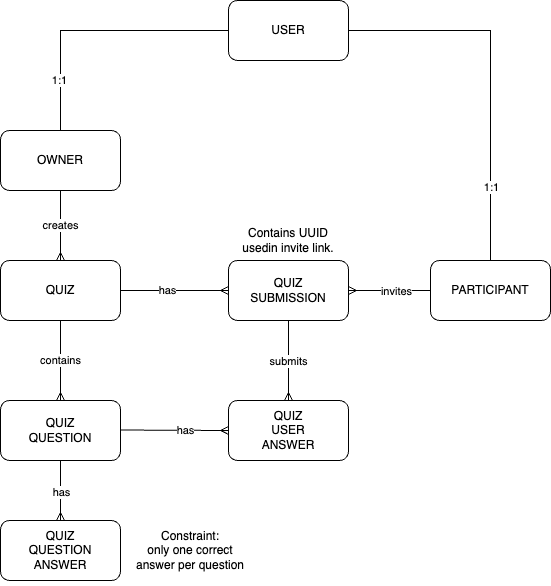 USER
1:1
OWNER
1:1
creates
Contains UUID
usedin invite link.
QUIZ
has
QUIZ
SUBMISSION
invites
PARTICIPANT
contains
submits
QUIZ
QUESTION
has
QUIZ
USER
ANSWER
has
QUIZ
QUESTION
ANSWER
Constraint:
only one correct
answer per question